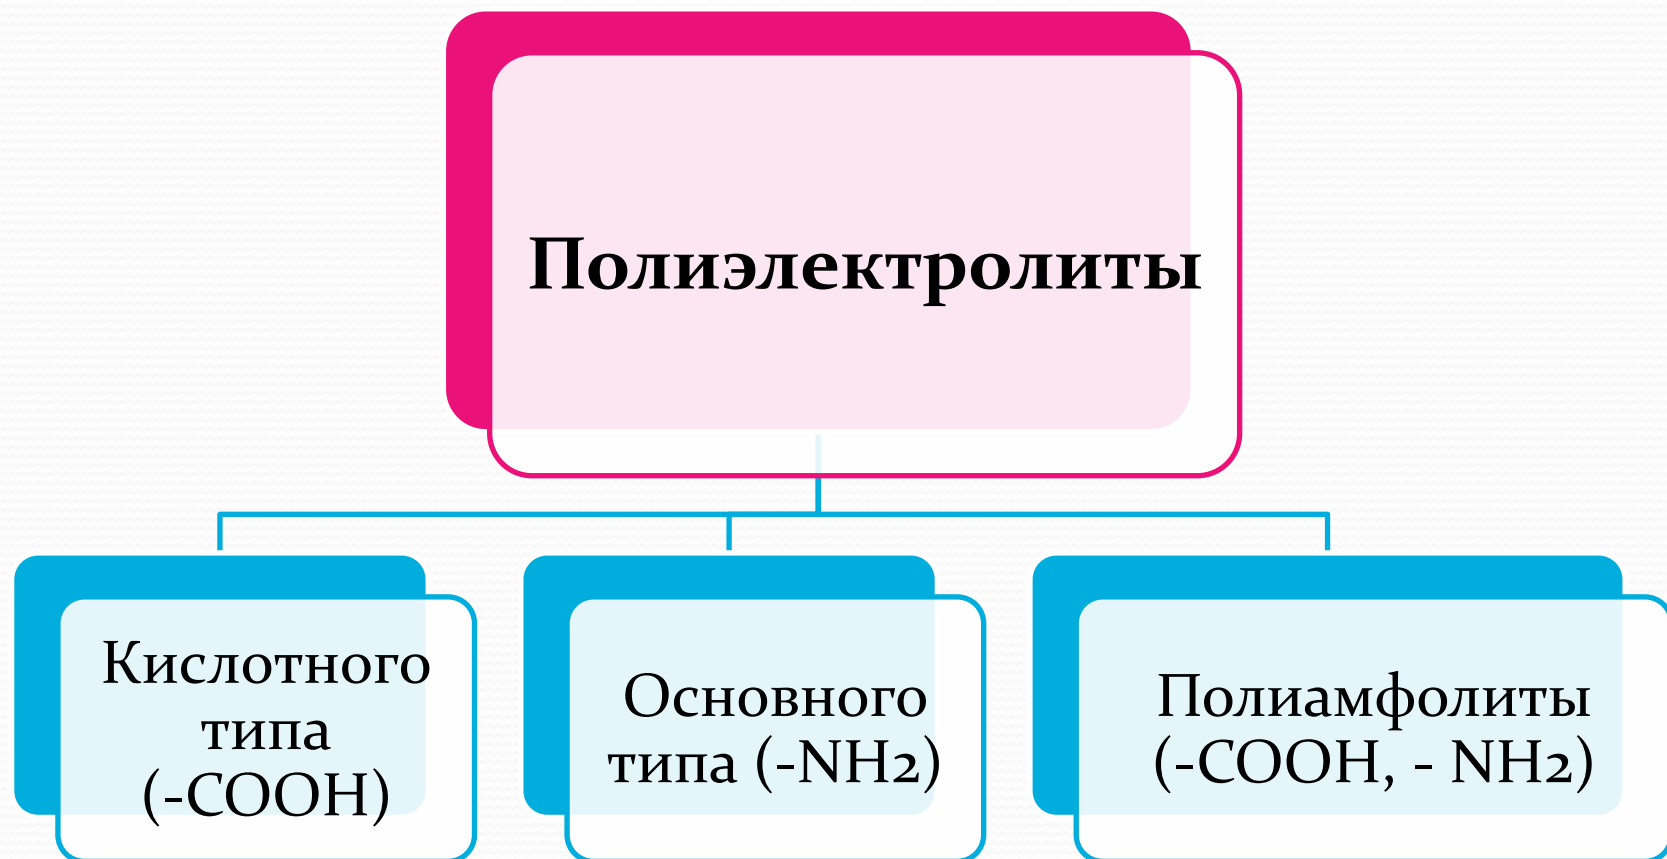 Полиэлектролиты
Кислотного
типа
(-COOH)
Основного
типа (-NH2)
Полиамфолиты
(-COOH, - NH2)